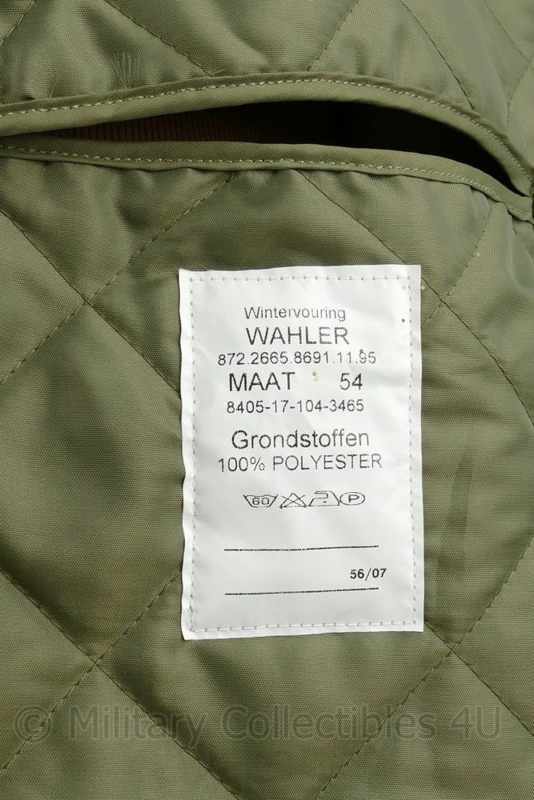 Wintervouring
WAHLER
872.2665.8691.11.95
MAAT 54
8405-17-104-3465
Grondstoffen
100% POLYESTER
60 P
56/07
© Military Collectibles 4U